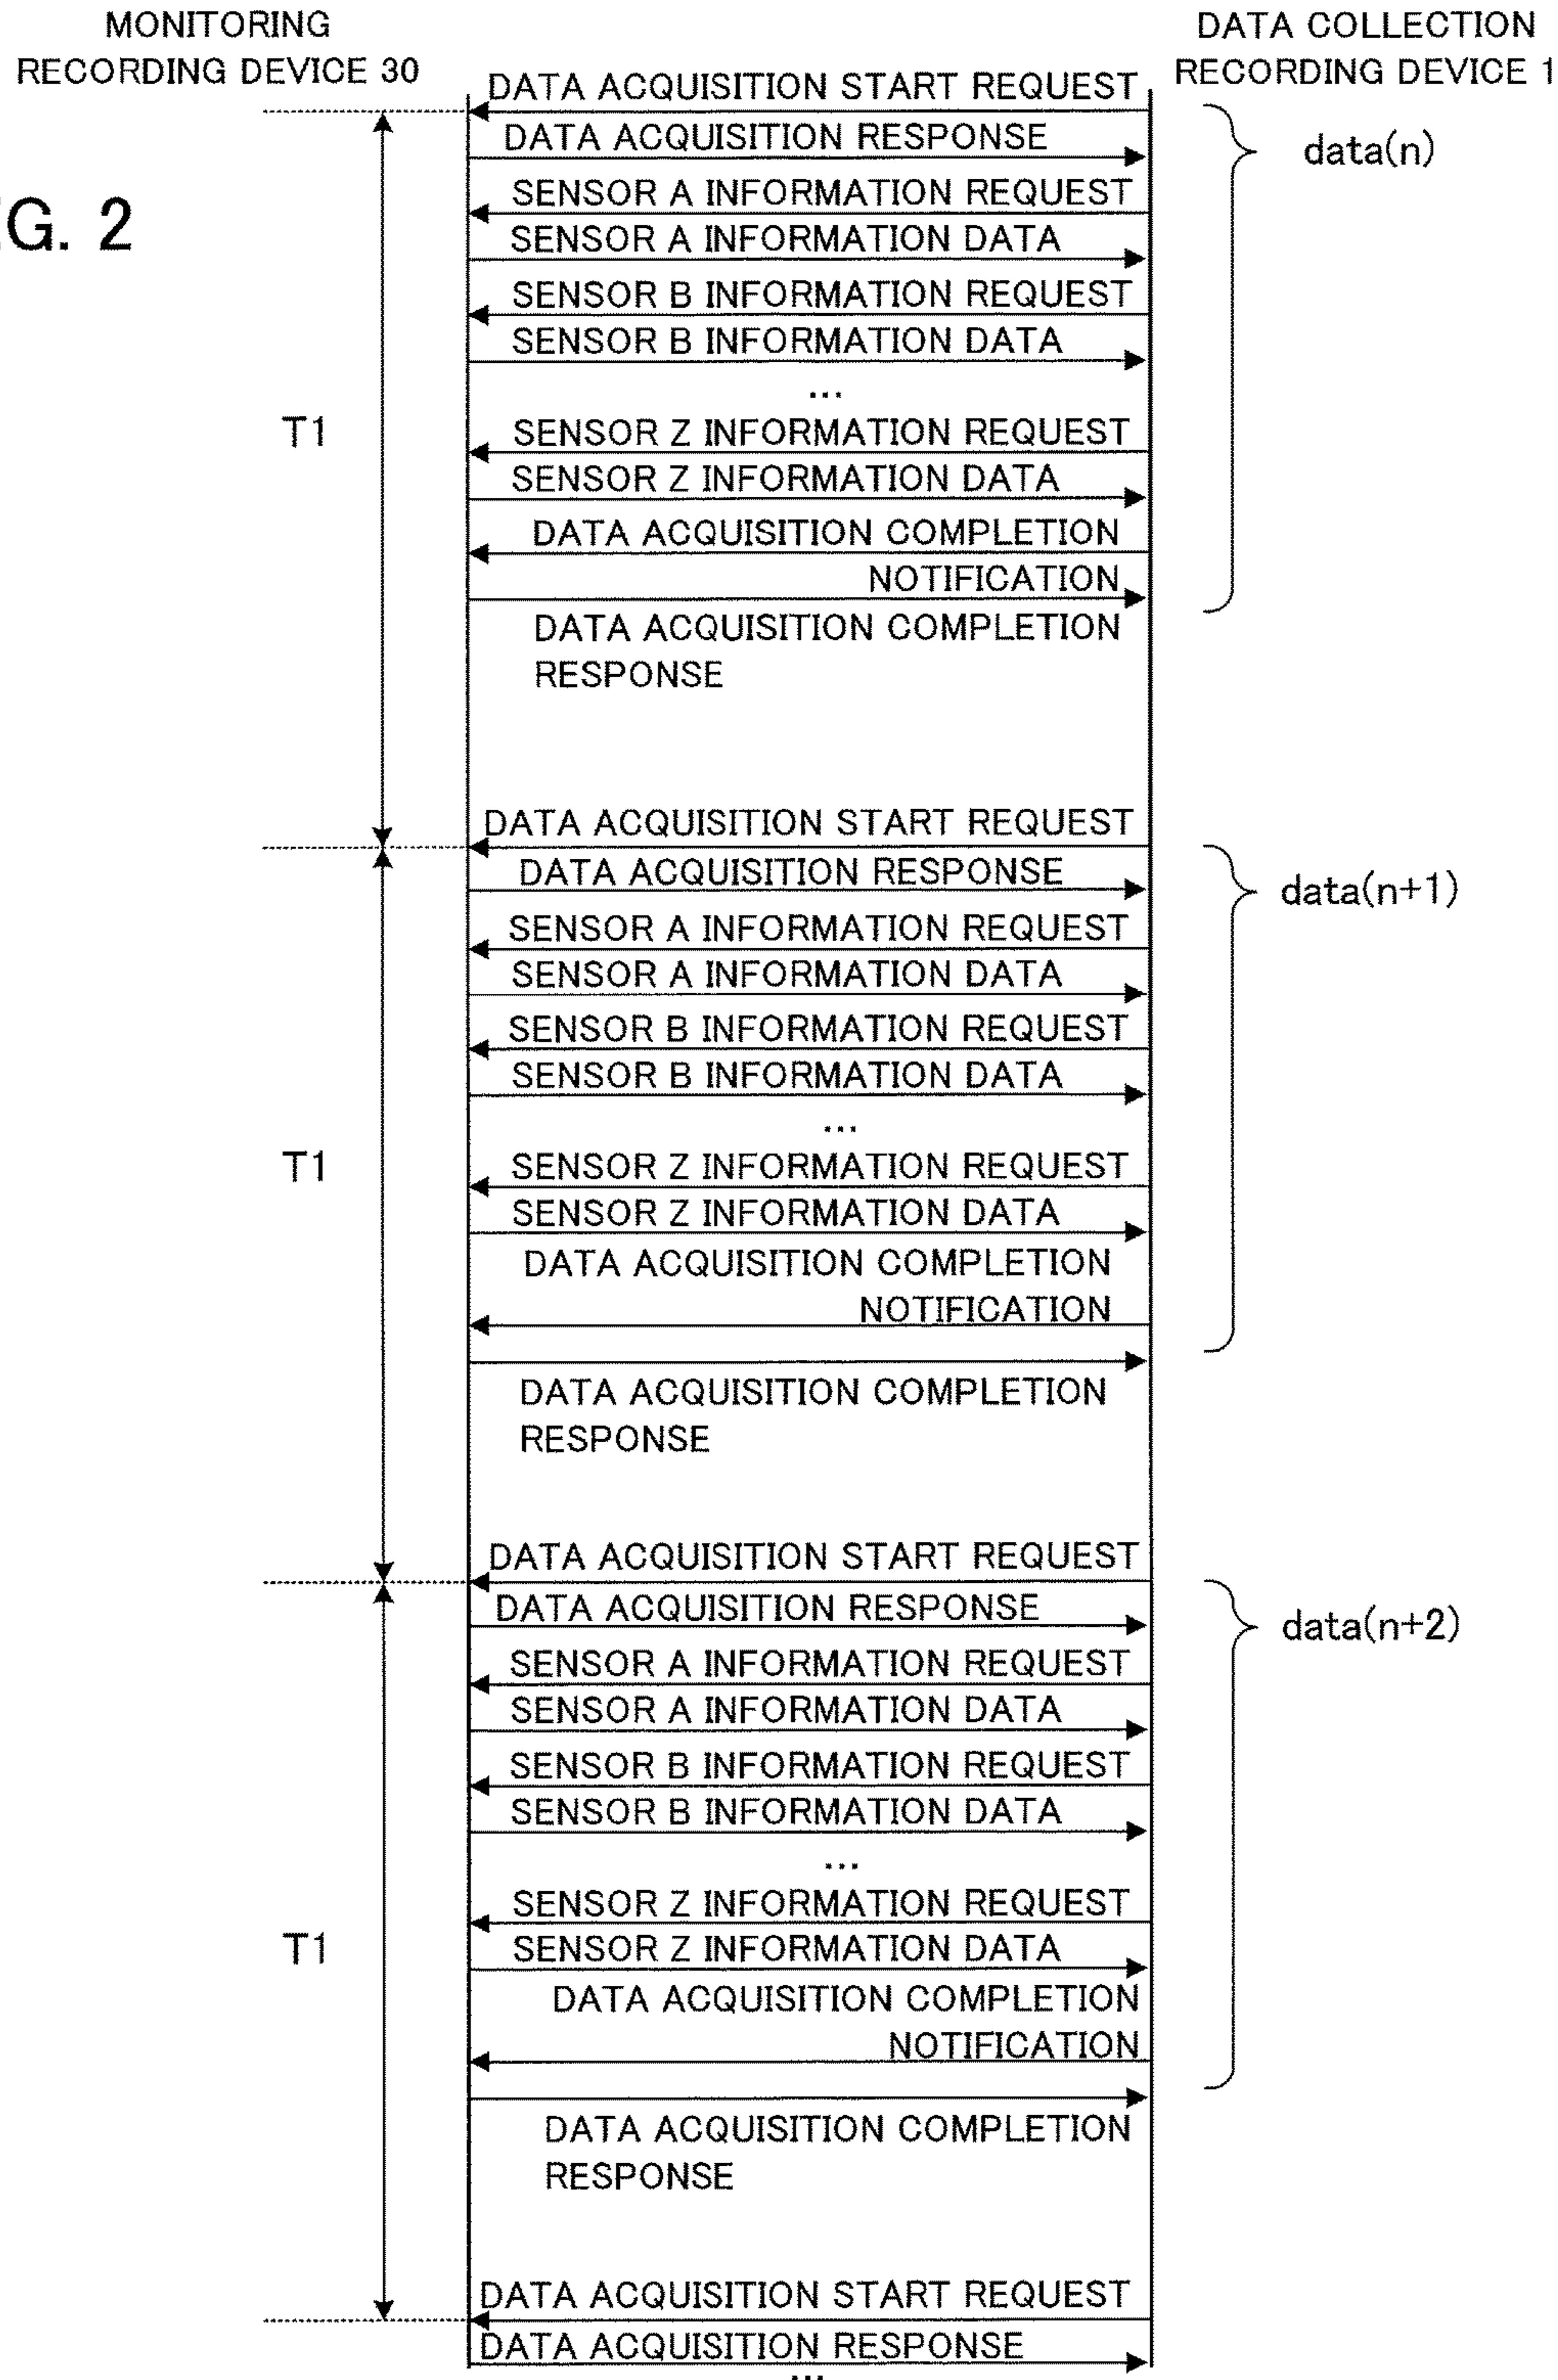 MONITORING
RECORDING DEVICE 30
DATA COLLECTION
RECORDING DEVICE 1
G. 2
DATA ACQUISITION START REQUEST
DATA ACQUISITION RESPONSE
data(n)
SENSOR A INFORMATION REQUEST
SENSOR A INFORMATION DATA
SENSOR B INFORMATION REQUEST
SENSOR B INFORMATION DATA
...
T1
SENSOR Z INFORMATION REQUEST
SENSOR Z INFORMATION DATA
DATA ACQUISITION COMPLETION
NOTIFICATION
DATA ACQUISITION COMPLETION
RESPONSE
DATA ACQUISITION START REQUEST
DATA ACQUISITION RESPONSE
data(n+1)
SENSOR A INFORMATION REQUEST
SENSOR A INFORMATION DATA
SENSOR B INFORMATION REQUEST
SENSOR B INFORMATION DATA
...
T1
SENSOR Z INFORMATION REQUEST
SENSOR Z INFORMATION DATA
DATA ACQUISITION COMPLETION
NOTIFICATION
DATA ACQUISITION COMPLETION
RESPONSE
DATA ACQUISITION START REQUEST
DATA ACQUISITION RESPONSE
data(n+2)
SENSOR A INFORMATION REQUEST
SENSOR A INFORMATION DATA
SENSOR B INFORMATION REQUEST
SENSOR B INFORMATION DATA
...
SENSOR Z INFORMATION REQUEST
T1
SENSOR Z INFORMATION DATA
DATA ACQUISITION COMPLETION
NOTIFICATION
DATA ACQUISITION COMPLETION
RESPONSE
DATA ACQUISITION START REQUEST
DATA ACQUISITION RESPONSE
...